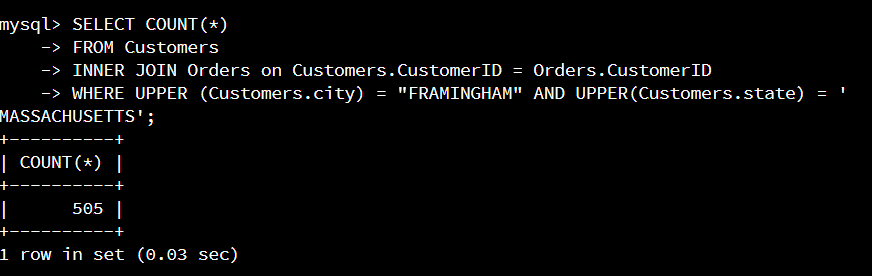 mysql> SELECT COUNT(*)
    -> FROM Customers
    -> INNER JOIN Orders on Customers.CustomerID = Orders.CustomerID
    -> WHERE UPPER (Customers.city) = "FRAMINGHAM" AND UPPER(Customers.state) = '
MASSACHUSETTS';
+----------+
| COUNT(*) |
+----------+
|      505 |
+----------+
1 row in set (0.03 sec)